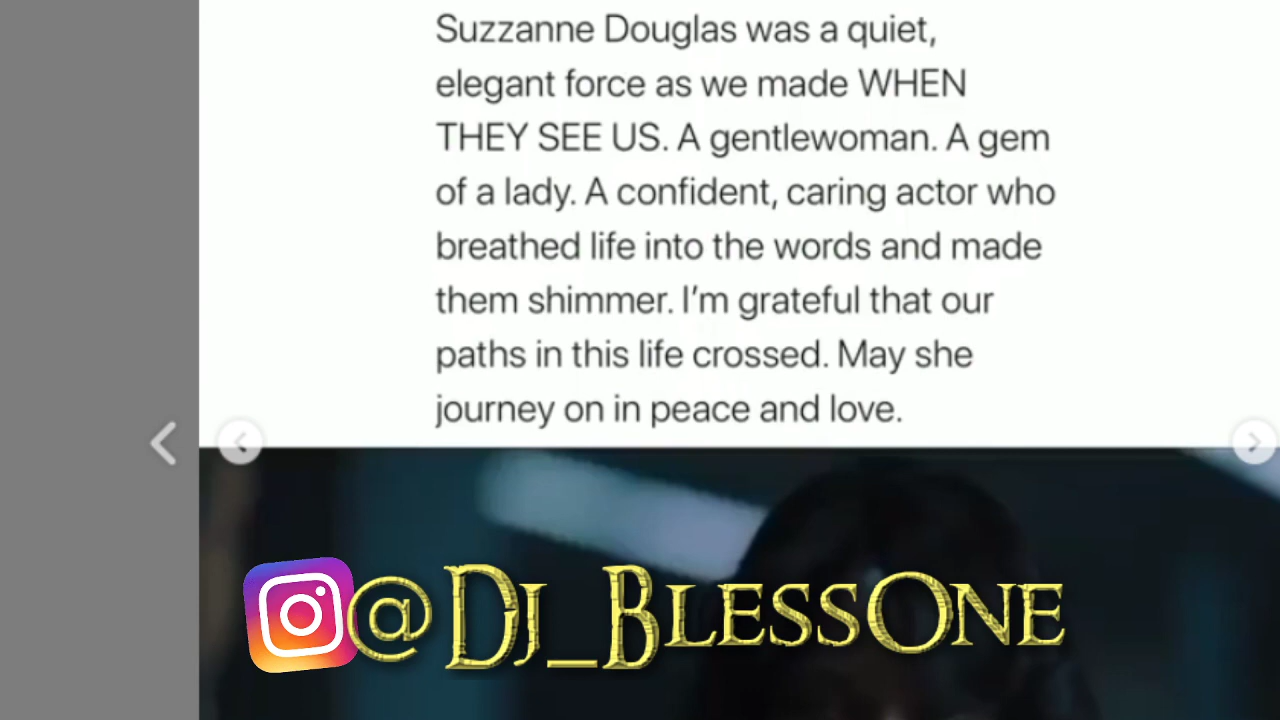 Suzzanne Douglas was a quiet,
elegant force as we made WHEN
THEY SEE US. A gentlewoman. A gem
of a lady. A confident, caring actor who
breathed life into the words and made
them shimmer. I'm grateful that our
paths in this life crossed. May she
journey on in peace and love.
@DJ_BLESSONE